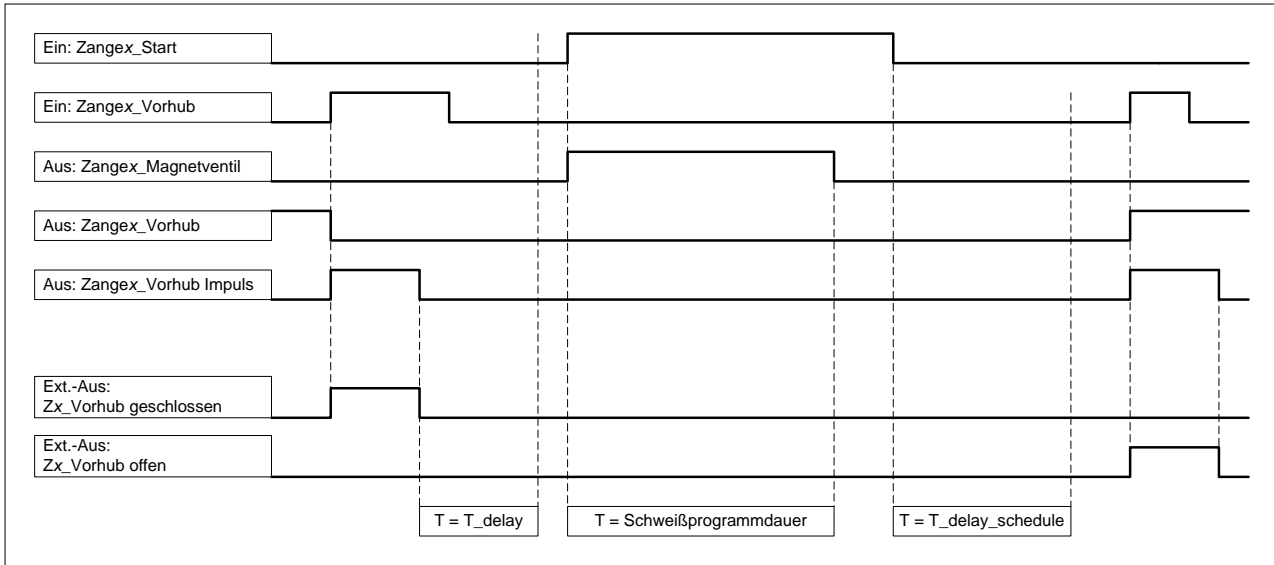 Ein: Zangex_Start
Ein: Zangex_Vorhub
Aus: Zangex_Magnetventil
Aus: Zangex_Vorhub
Aus: Zangex_Vorhub Impuls
Ext.-Aus:
Zx_Vorhub geschlossen
Ext.-Aus:
Zx_Vorhub offen
T = T_delay
T = Schweißprogrammdauer
T = T_delay_schedule